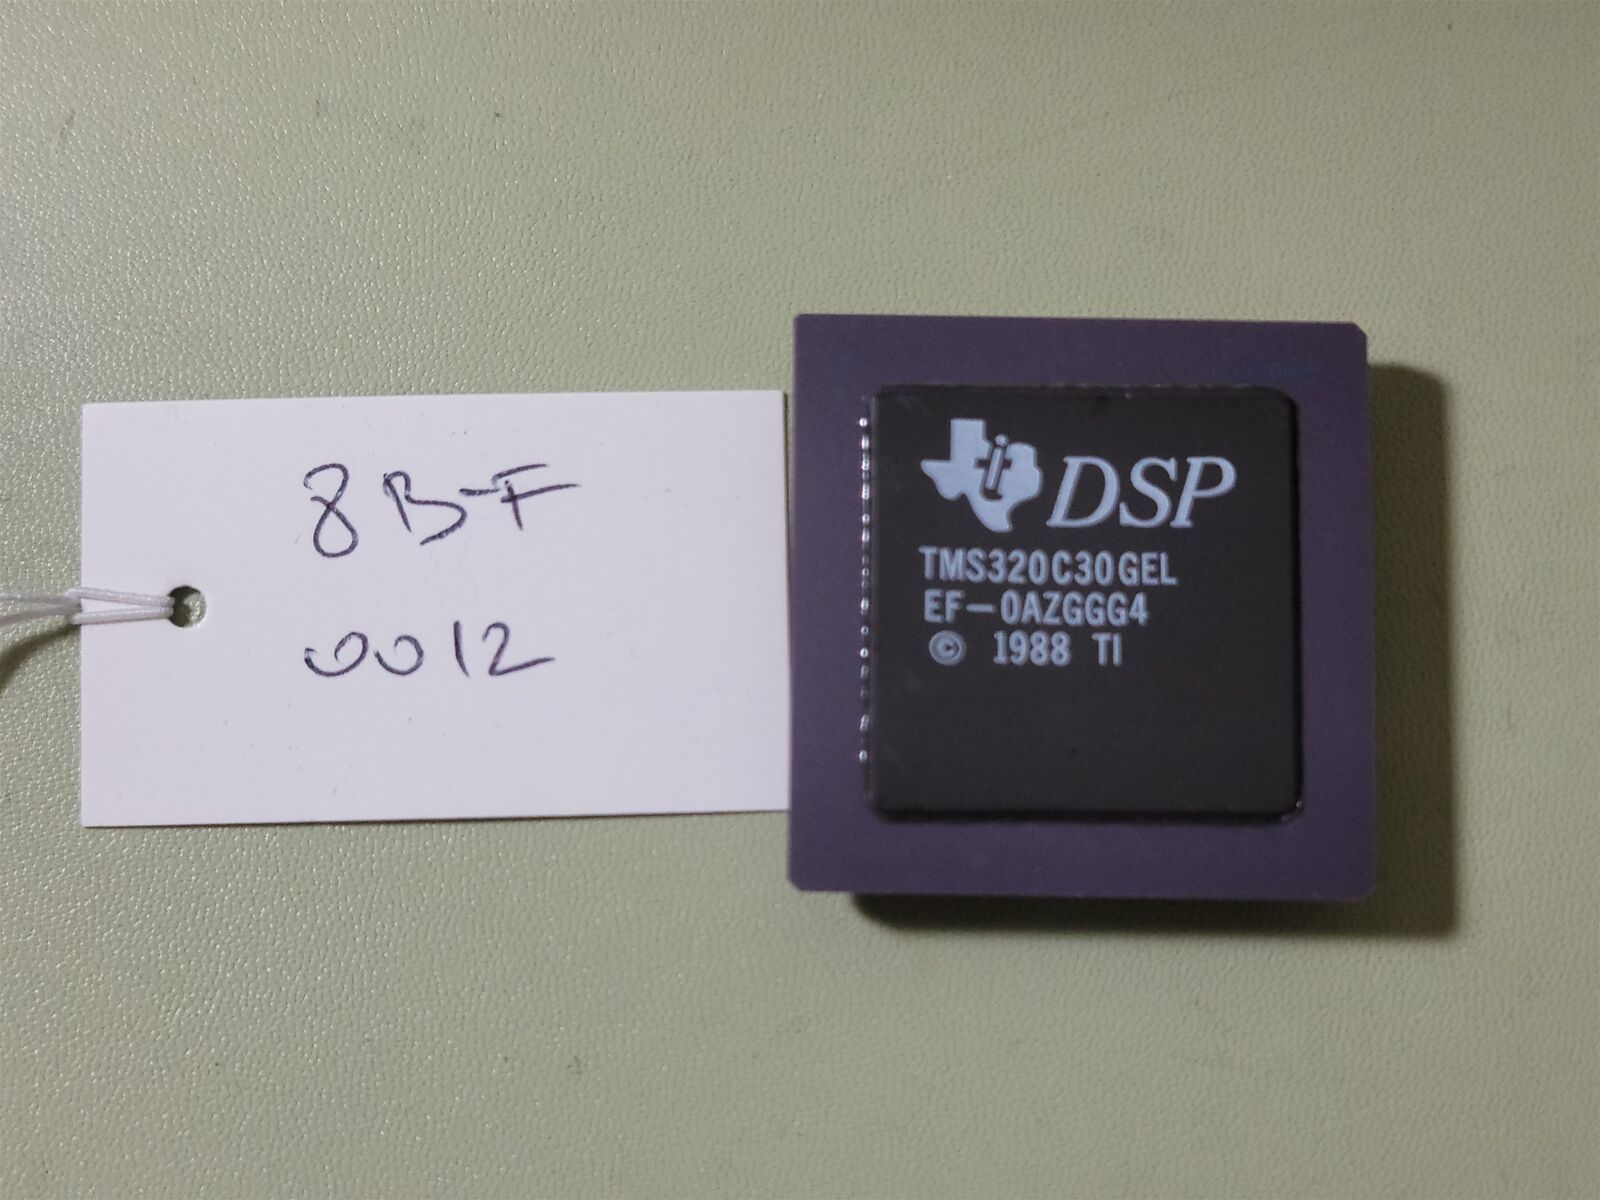 8B-F
0012
DSP
TMS320C30GEL
EF-0AZGGG4
© 1988 TI